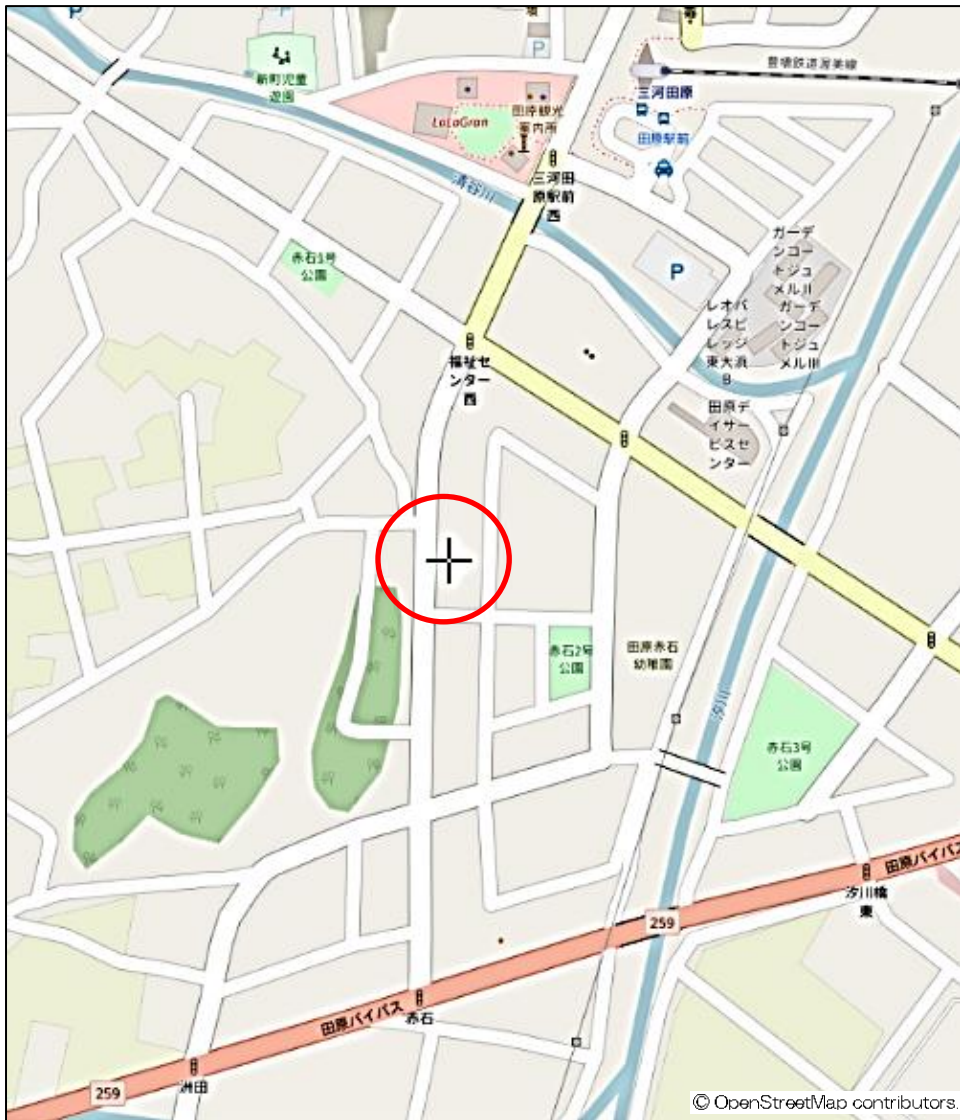 P
P
P
新町児童
遊園
LaLaGran
田原観光
案内所
豊橋鉄道渥美線
三河田原
田原駅前
清谷川
三河田
原駅前
西
赤石1号
公園
P
ガーデ
ンコー
トジュ
メルII
レオパ
レスビ
レッジ
東大浜
B
ガーデ
ンコー
トジュ
メルIII
福祉セ
ンター
西
田原デ
イサー
ビスセ
ンター
赤石2号
公園
田原赤石
幼稚園
汐川
赤石3号
公園
田原バイパス
汐川橋
東
259
田原バイパス
赤石
洲田
259
© OpenStreetMap contributors